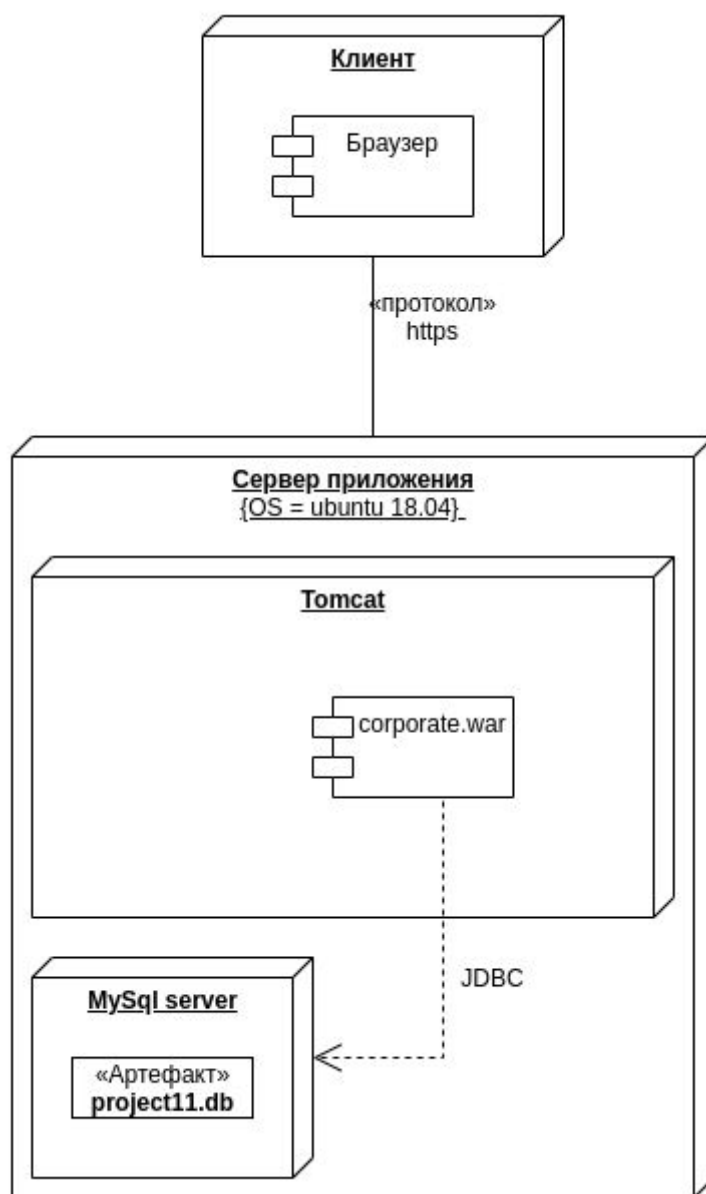 Клиент
Браузер
«протокол»
https
Сервер приложения
{OS = ubuntu 18.04}
Tomcat
corporate.war
JDBC
MySql server
«Артефакт»
project11.db